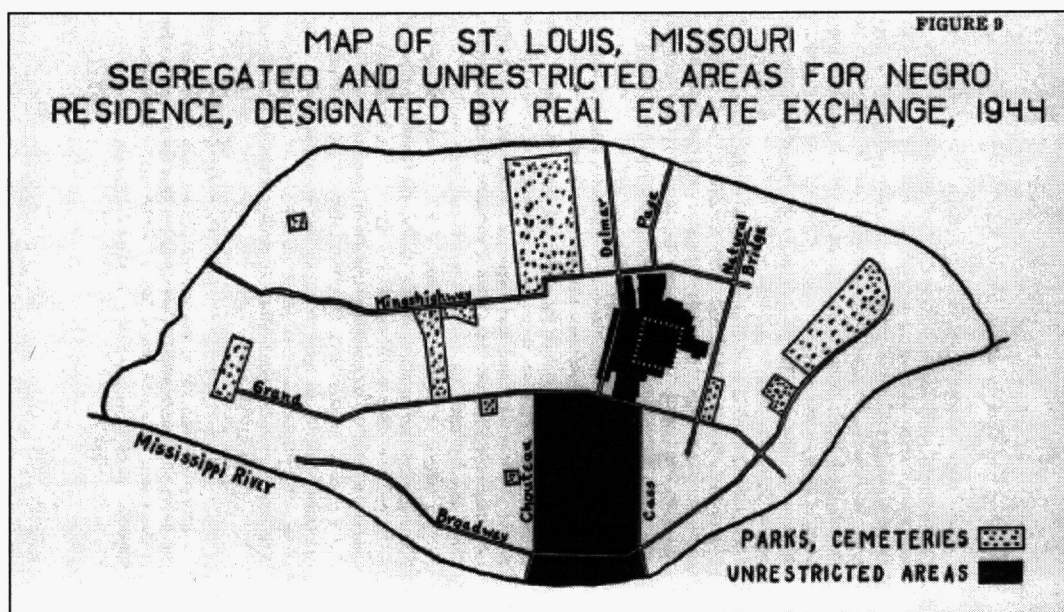 FIGURE 9
MAP OF ST. LOUIS, MISSOURI
SEGREGATED AND UNRESTRICTED AREAS FOR NEGRO
RESIDENCE, DESIGNATED BY REAL ESTATE EXCHANGE, 1944
Delmar
Page
Natural
Bridge
Kingshighway
Grand
Mississippi River
Chouteau
Cass
Broadway
PARKS, CEMETERIES
UNRESTRICTED AREAS